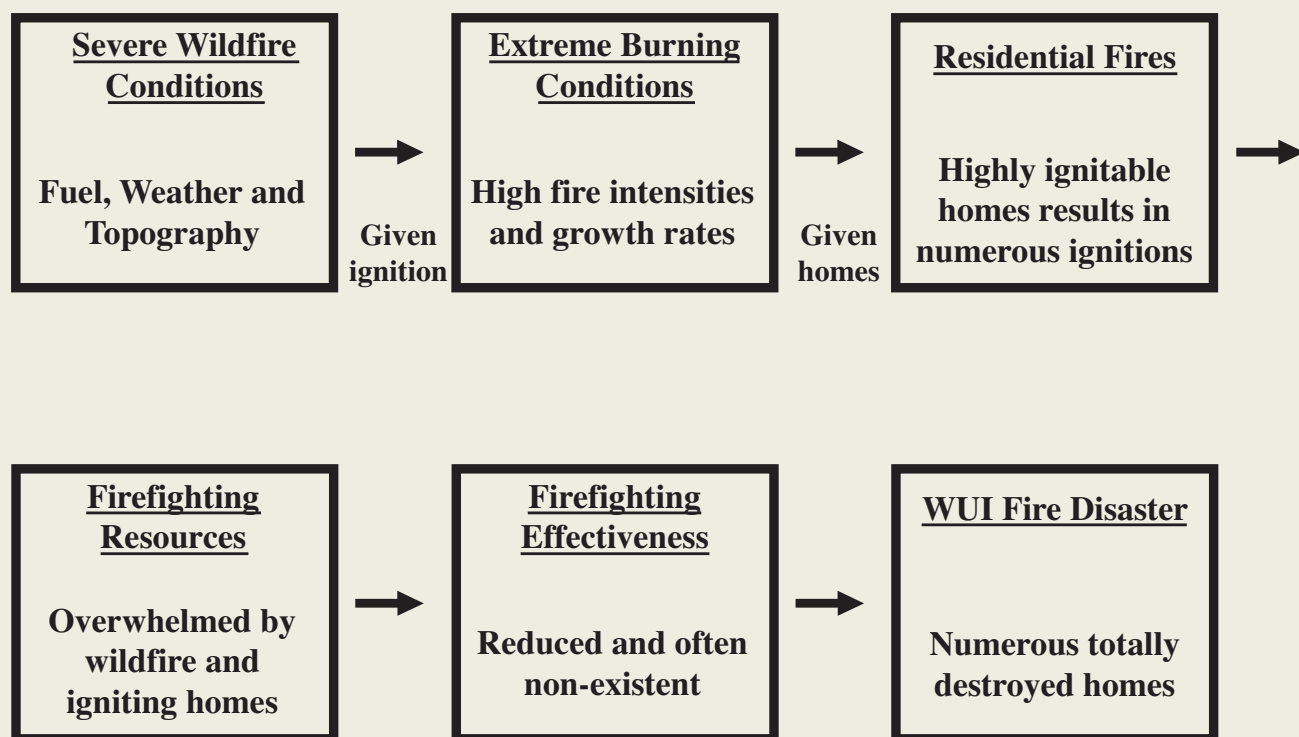 Severe Wildfire
Conditions
Fuel, Weather and
Topography
Given
ignition
Extreme Burning
Conditions
High fire intensities
and growth rates
Given
homes
Residential Fires
Highly ignitable
homes results in
numerous ignitions
Firefighting
Resources
Overwhelmed by
wildfire and
igniting homes
Firefighting
Effectiveness
Reduced and often
non-existent
WUI Fire Disaster
Numerous totally
destroyed homes